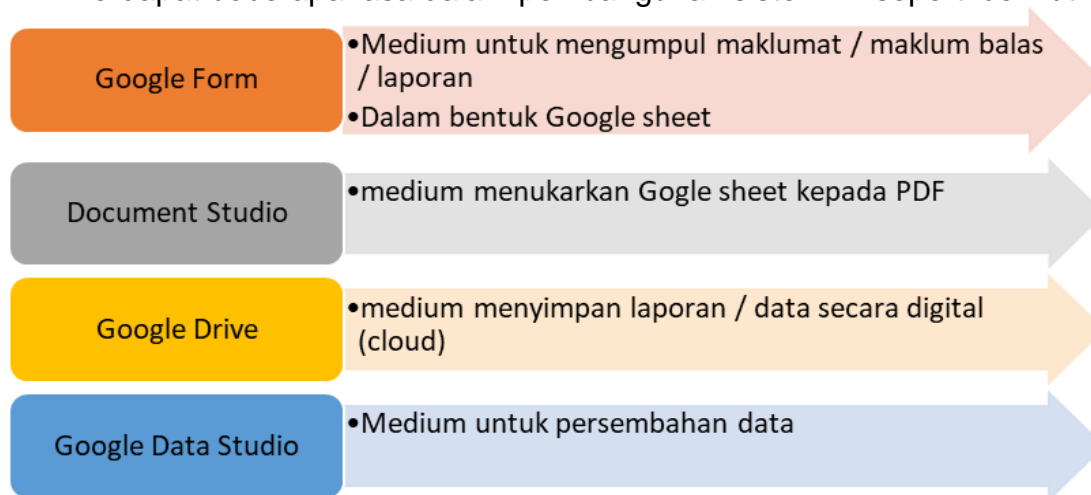 Google Form
•Medium untuk mengumpul maklumat / maklum balas
/ laporan
•Dalam bentuk Google sheet
Document Studio
•medium menukarkan Gogle sheet kepada PDF
Google Drive
•medium menyimpan laporan / data secara digital
(cloud)
Google Data Studio
•Medium untuk persembahan data